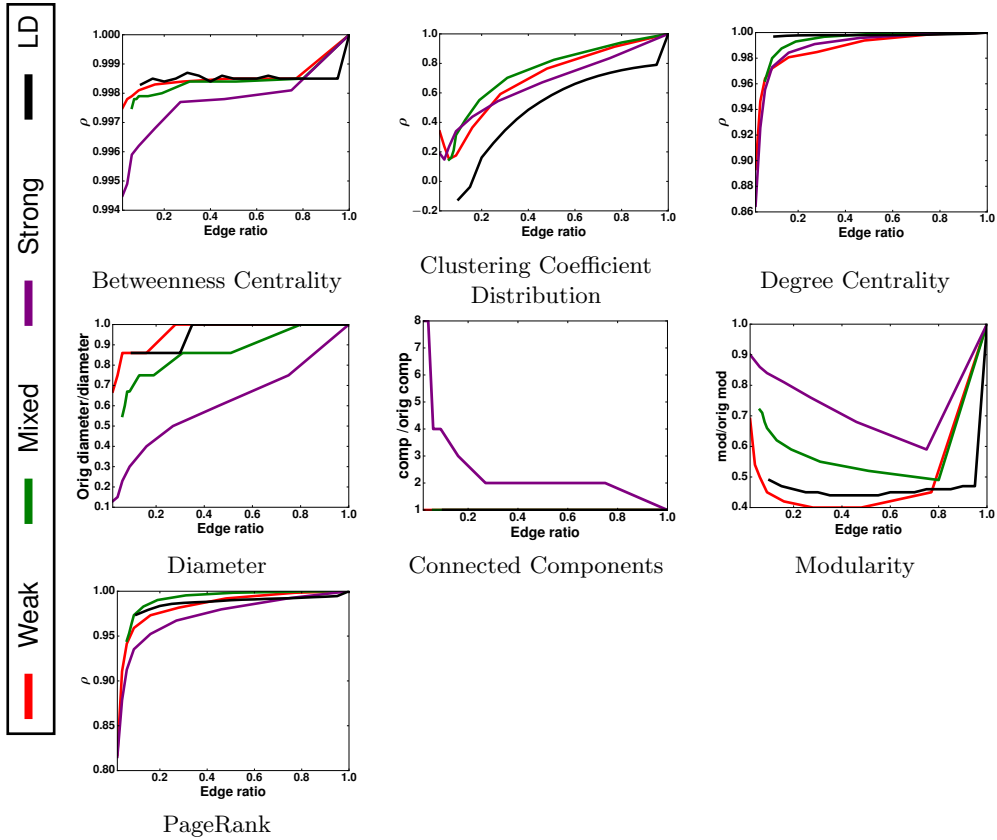 LD
Strong
Mixed
Weak
1.000
0.999
0.998
0.997
0.996
0.995
0.994
ρ
0.2 0.4 0.6 0.8 1.0
Edge ratio
Betweenness Centrality
1.0
0.8
0.6
0.4
0.2
0.0
−0.2
ρ
0.2 0.4 0.6 0.8 1.0
Edge ratio
Clustering Coefficient
Distribution
1.00
0.98
0.96
0.94
0.92
0.90
0.88
0.86
ρ
0.2 0.4 0.6 0.8 1.0
Edge ratio
Degree Centrality
1.0
0.9
0.8
0.7
0.6
0.5
0.4
0.3
0.2
0.1
Orig diameter/diameter
0.2 0.4 0.6 0.8 1.0
Edge ratio
Diameter
8
7
6
5
4
3
2
1
comp /orig comp
0.2 0.4 0.6 0.8 1.0
Edge ratio
Connected Components
1.0
0.9
0.8
0.7
0.6
0.5
0.4
mod/orig mod
0.2 0.4 0.6 0.8 1.0
Edge ratio
Modularity
1.00
0.95
0.90
0.85
0.80
ρ
0.2 0.4 0.6 0.8 1.0
Edge ratio
PageRank